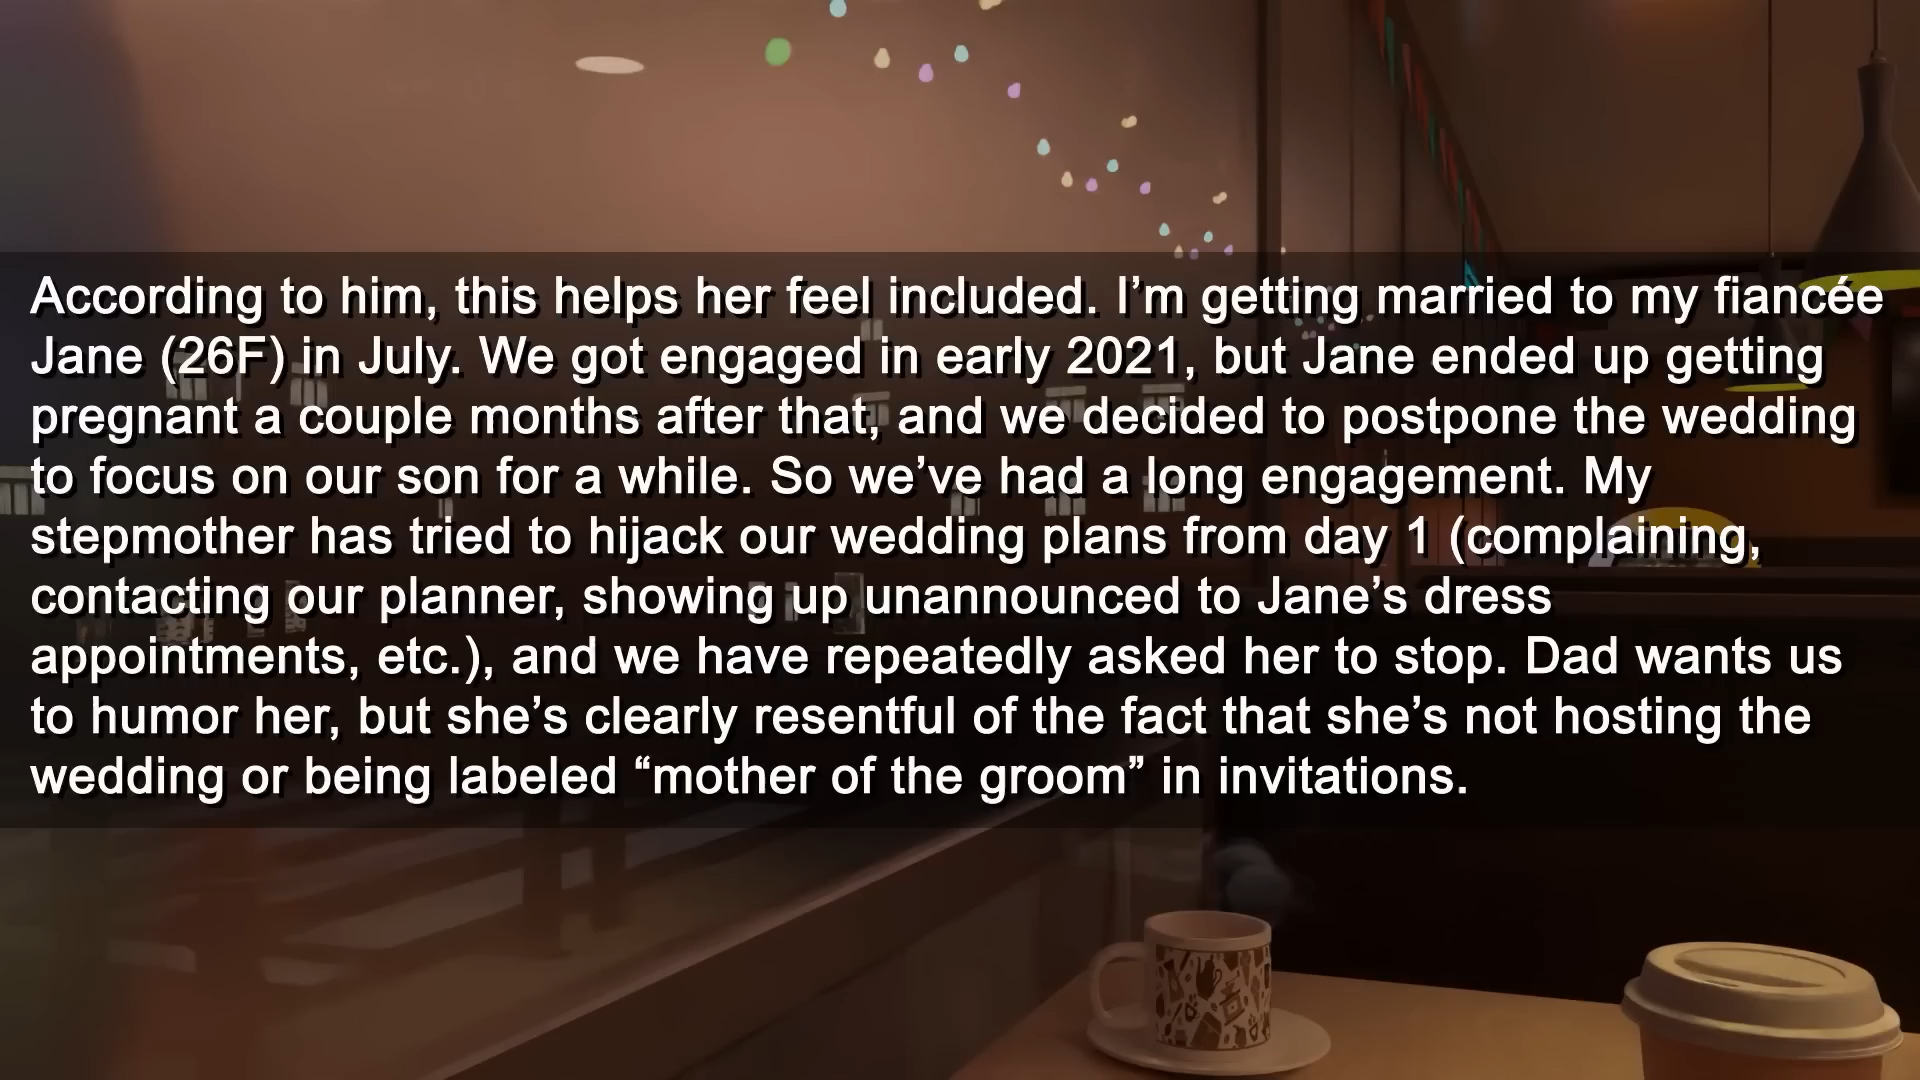 According to him, this helps her feel included. I’m getting married to my fiancée
Jane (26F) in July. We got engaged in early 2021, but Jane ended up getting
pregnant a couple months after that, and we decided to postpone the wedding
to focus on our son for a while. So we’ve had a long engagement. My
stepmother has tried to hijack our wedding plans from day 1 (complaining,
contacting our planner, showing up unannounced to Jane’s dress
appointments, etc.), and we have repeatedly asked her to stop. Dad wants us
to humor her, but she’s clearly resentful of the fact that she’s not hosting the
wedding or being labeled “mother of the groom” in invitations.